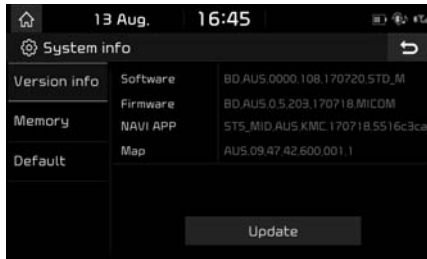 13 Aug. 16:45
System info
Version info
Software BD.AUS.0000.108.170720.STD_M
Firmware BD.AUS.0.5.203.170718.MICOM
Memory
NAVI APP ST5_MID.AUS.KMC.170718.5516c3ca
Map AUS.09.47.42.600.001.1
Default
Update